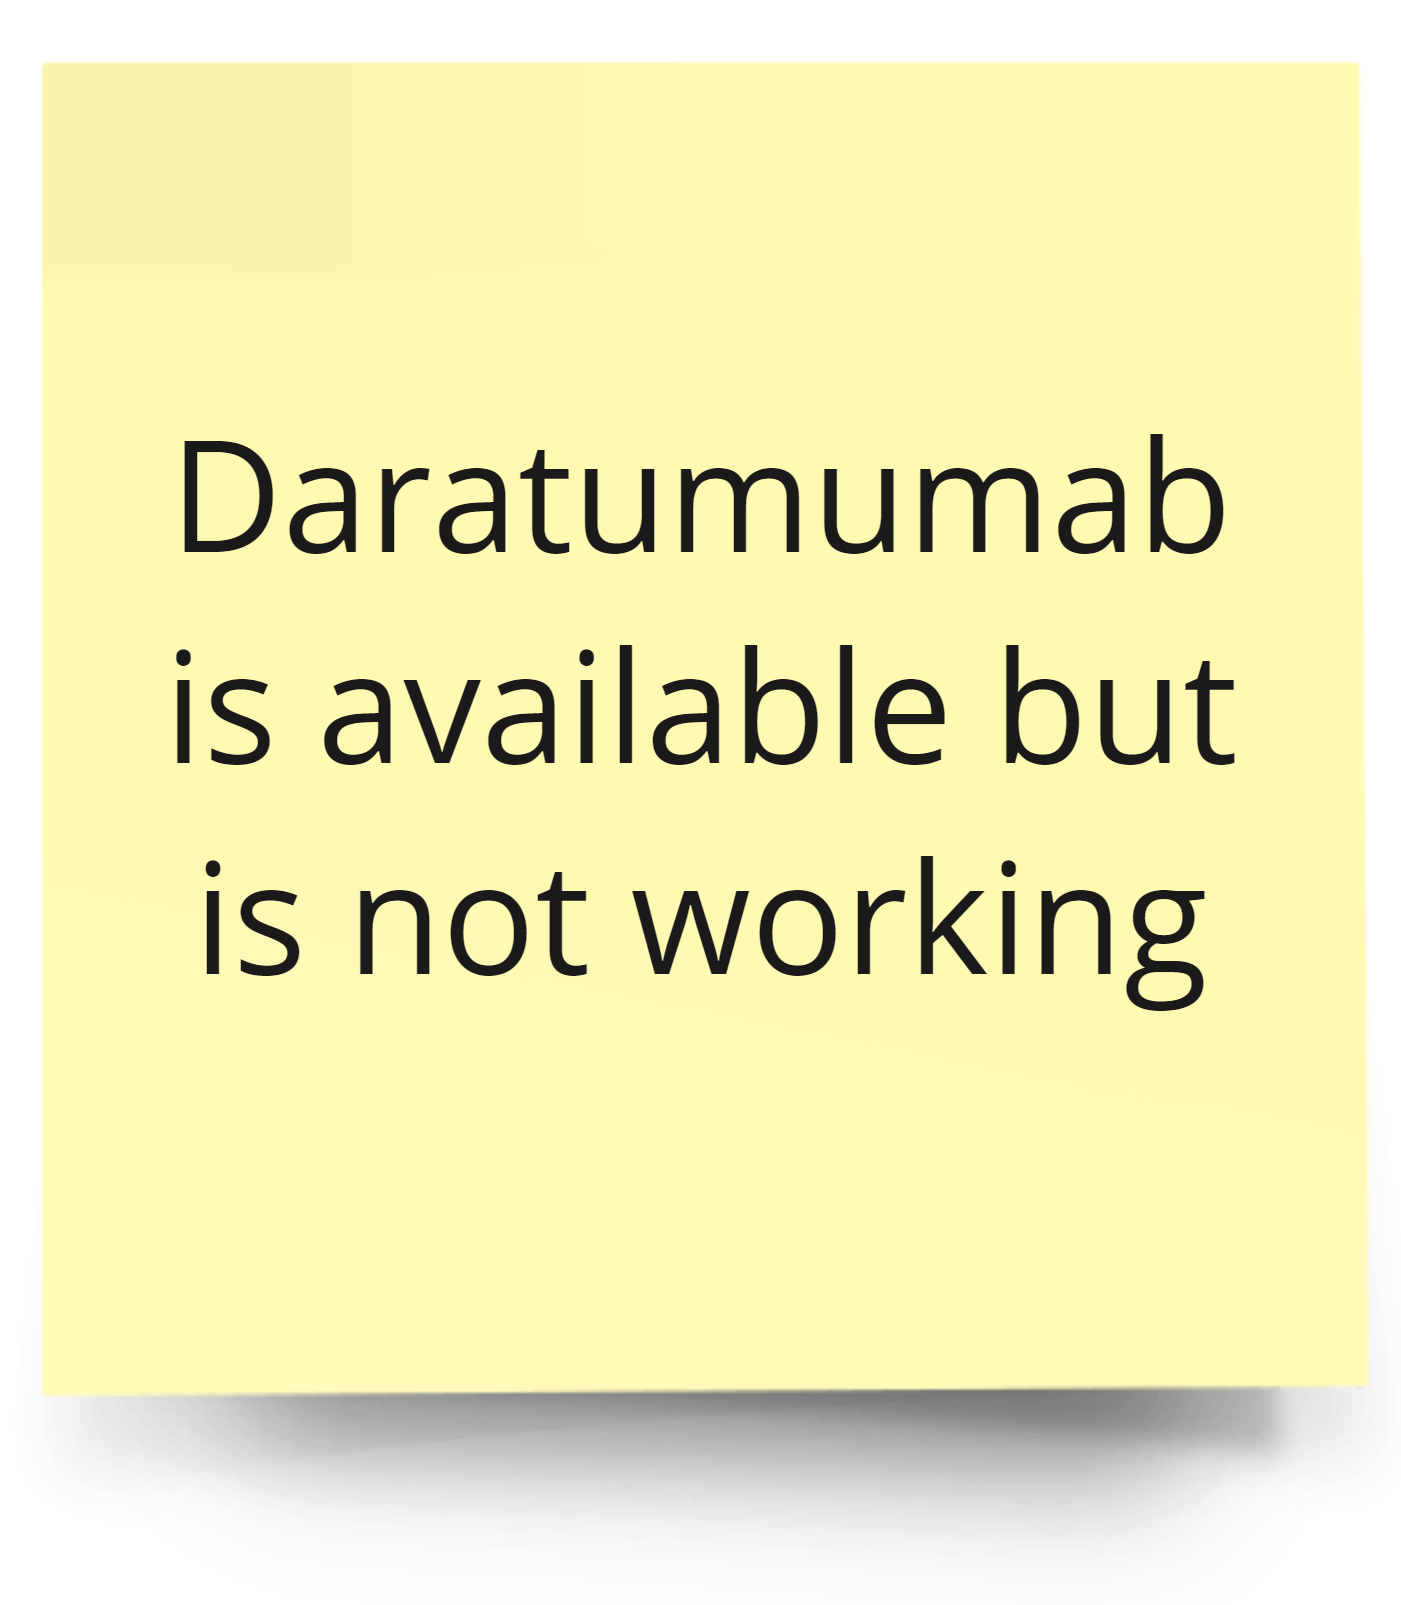 Daratumumab
is available but
is not working